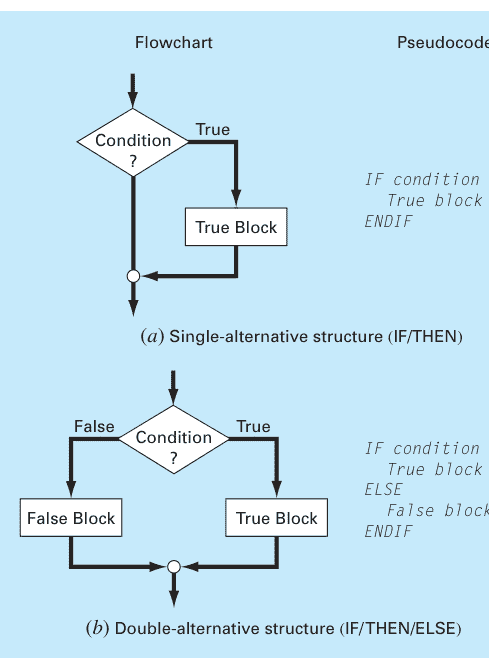 Flowchart
Pseudocode
Condition
?
True
True Block
IF condition
True block
ENDIF
(a) Single-alternative structure (IF/THEN)
False
Condition
?
True
False Block
True Block
IF condition
True block
ELSE
False block
ENDIF
(b) Double-alternative structure (IF/THEN/ELSE)